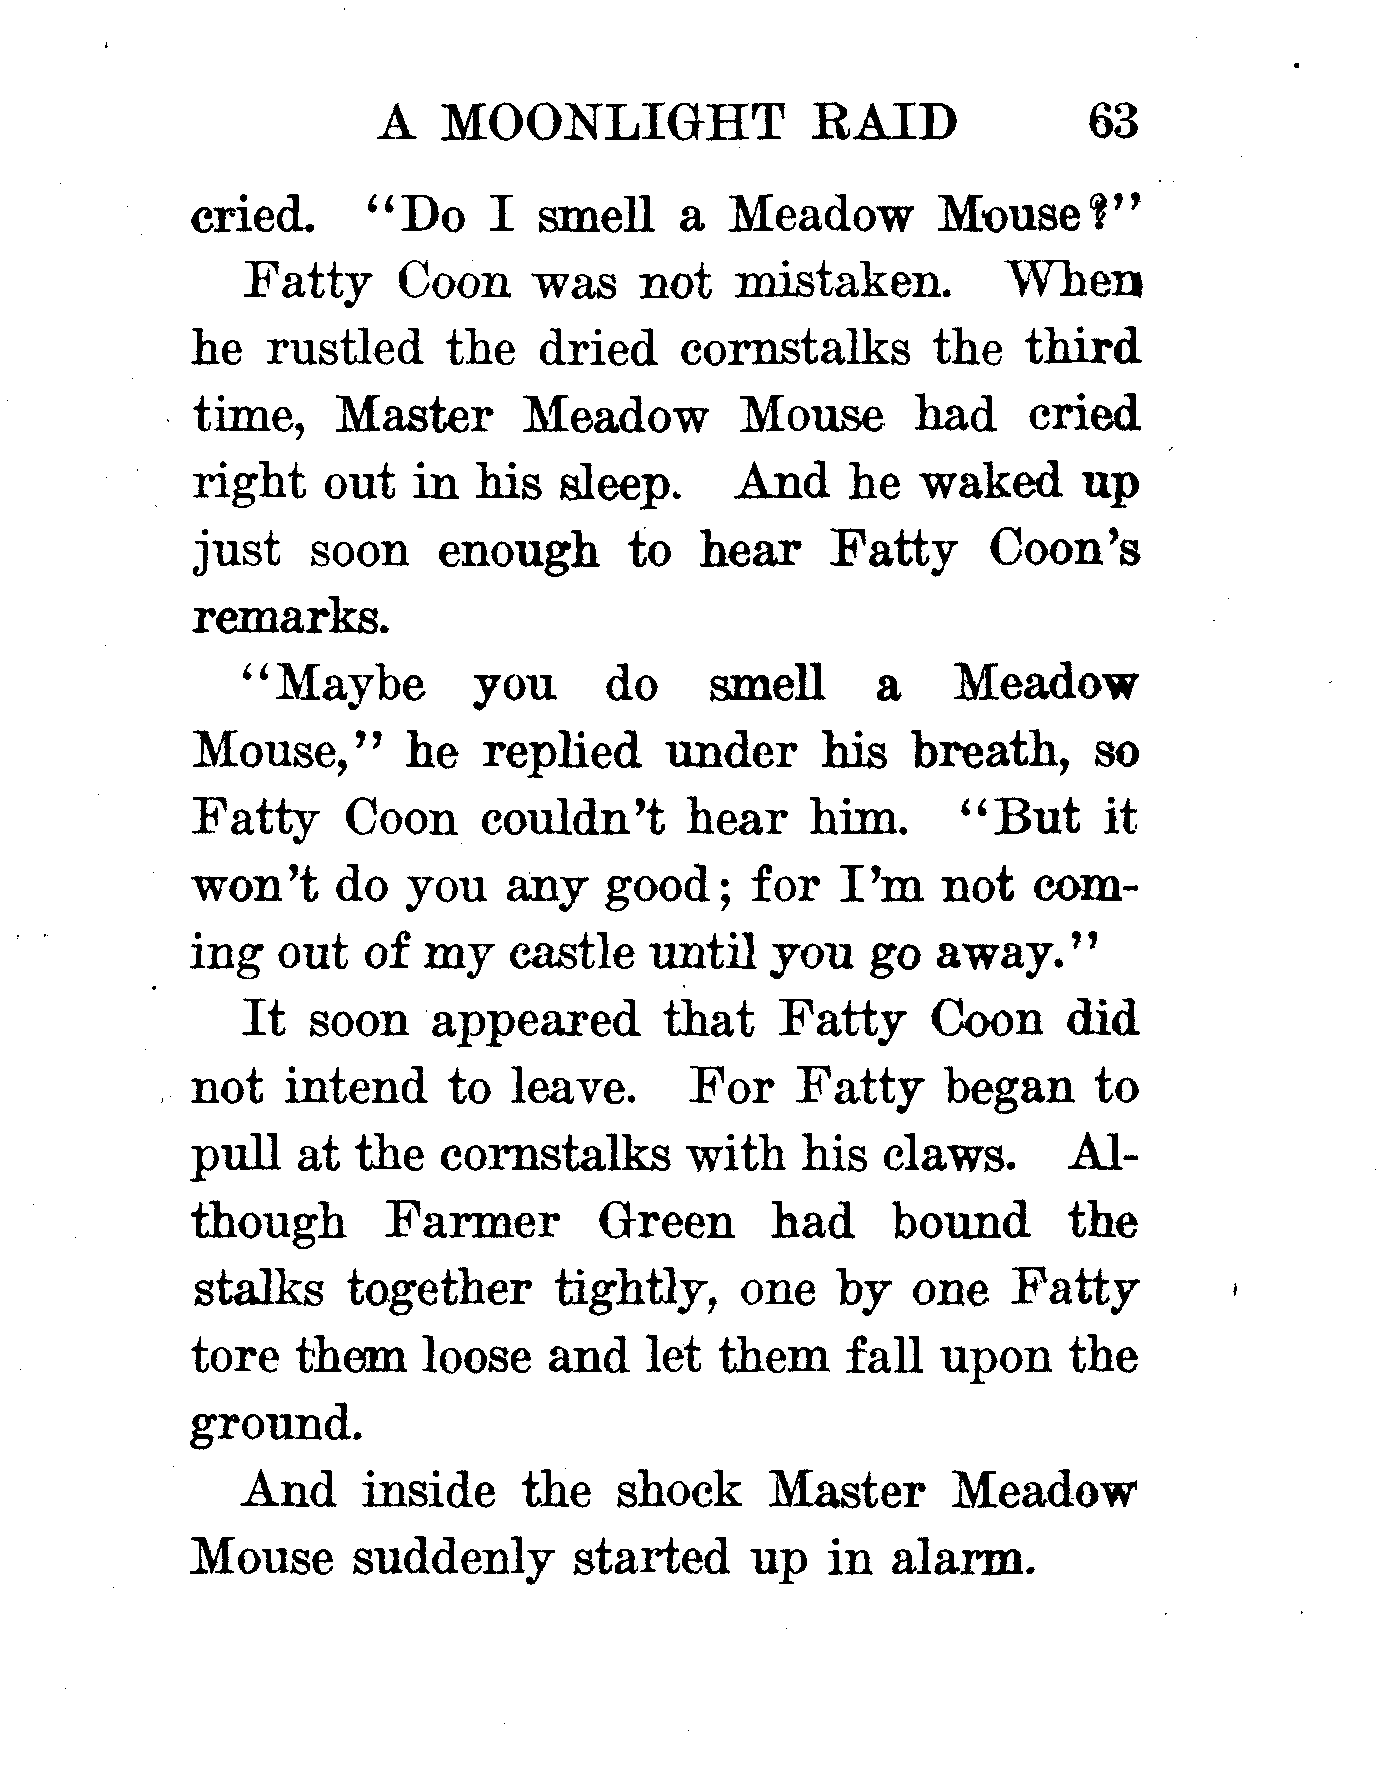 A MOONLIGHT RAID 63
cried. "Do I smell a Meadow Mouse?"
Fatty Coon was not mistaken. When
he rustled the dried cornstalks the third
time, Master Meadow Mouse had cried
right out in his sleep. And he waked up
just soon enough to hear Fatty Coon's
remarks.
"Maybe you do smell a Meadow
Mouse," he replied under his breath, so
Fatty Coon couldn't hear him. "But it
won't do you any good; for I'm not com-
ing out of my castle until you go away."
It soon appeared that Fatty Coon did
not intend to leave. For Fatty began to
pull at the cornstalks with his claws. Al-
though Farmer Green had bound the
stalks together tightly, one by one Fatty
tore them loose and let them fall upon the
ground.
And inside the shock Master Meadow
Mouse suddenly started up in alarm.